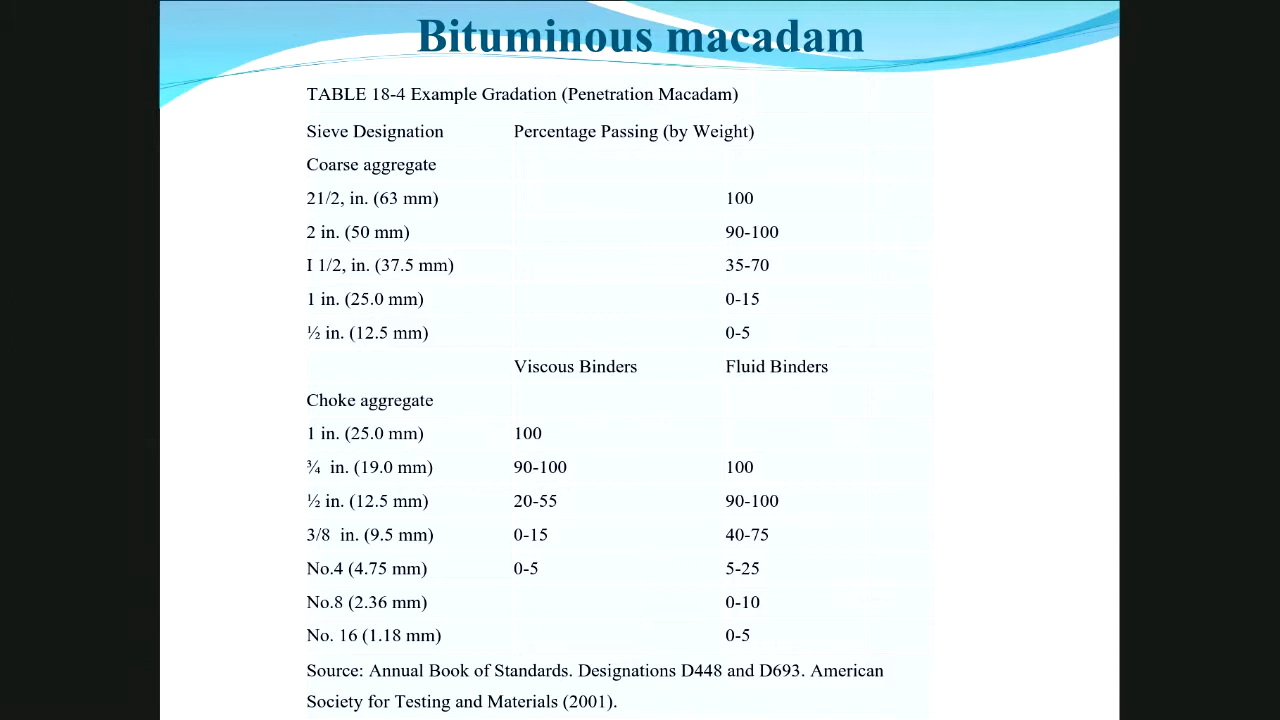 Bituminous macadam
TABLE 18-4 Example Gradation (Penetration Macadam)
Sieve Designation Percentage Passing (by Weight)
Coarse aggregate
21/2, in. (63 mm) 100
2 in. (50 mm) 90-100
I 1/2, in. (37.5 mm) 35-70
1 in. (25.0 mm) 0-15
½ in. (12.5 mm) 0-5
Viscous Binders Fluid Binders
Choke aggregate
1 in. (25.0 mm) 100
¾ in. (19.0 mm) 90-100 100
½ in. (12.5 mm) 20-55 90-100
3/8 in. (9.5 mm) 0-15 40-75
No.4 (4.75 mm) 0-5 5-25
No.8 (2.36 mm) 0-10
No. 16 (1.18 mm) 0-5
Source: Annual Book of Standards. Designations D448 and D693. American
Society for Testing and Materials (2001).